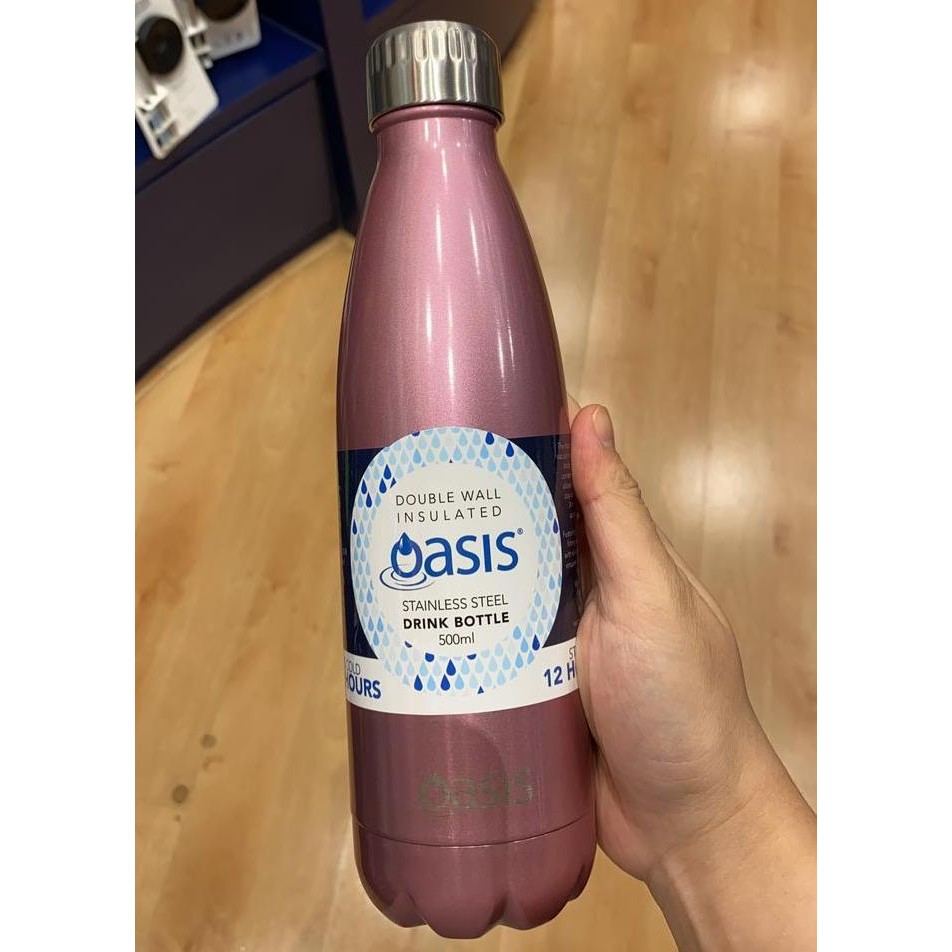 DOUBLE WALL
INSULATED
Oasis®
STAINLESS STEEL
DRINK BOTTLE
500ml
COLD
HOURS
12 H
Oasis